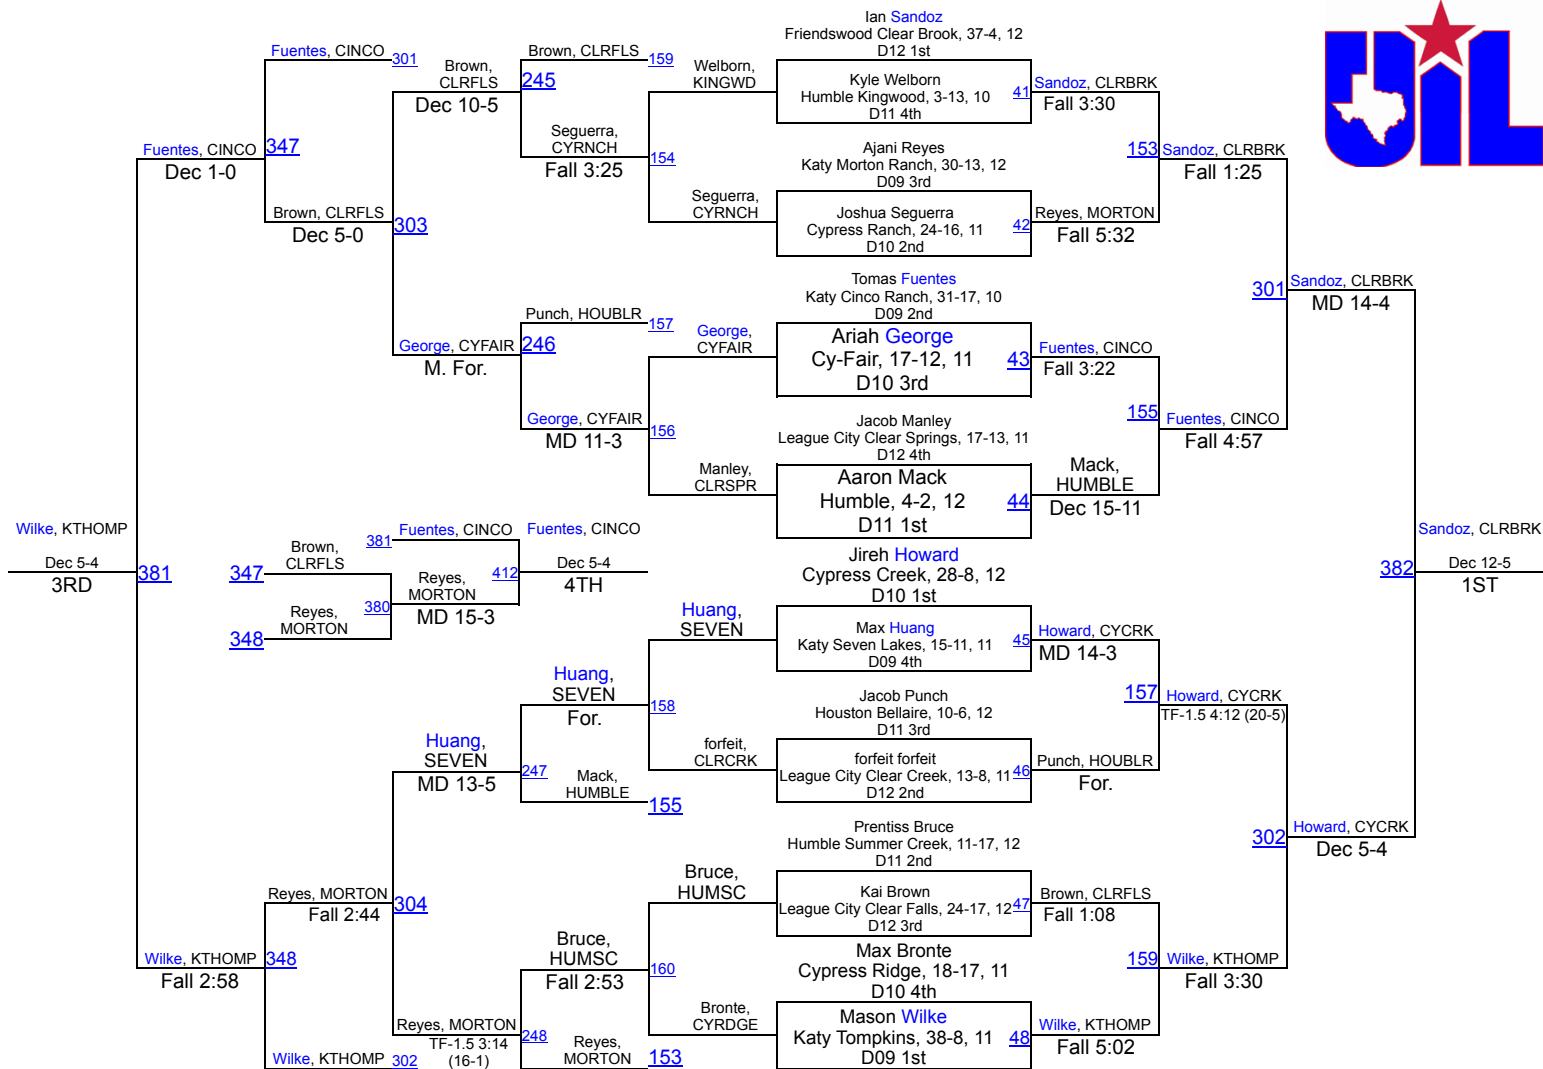 Fuentes, CINCO
301
Brown,
CLRFLS
Dec 10-5
Brown, CLRFLS
159
245
Seguerra,
CYRNCH
Fall 3:25
154
Welborn,
KINGWD
Seguerra,
CYRNCH
Fuentes, CINCO
Dec 1-0
347
Brown, CLRFLS
Dec 5-0
303
Punch, HOUBLR
157
George, CYFAIR
M. For.
246
George, CYFAIR
MD 11-3
156
George,
CYFAIR
Manley,
CLRSPR
Wilke, KTHOMP
Dec 5-4
3RD
381
347
Brown,
CLRFLS
348
Reyes,
MORTON
380
381
Fuentes, CINCO
Reyes,
MORTON
MD 15-3
412
Fuentes, CINCO
Dec 5-4
4TH
Huang,
SEVEN
Huang,
SEVEN
For.
158
forfeit,
CLRCRK
Huang,
SEVEN
MD 13-5
247
Mack,
HUMBLE
155
Reyes, MORTON
Fall 2:44
304
Wilke, KTHOMP
Fall 2:58
348
Wilke, KTHOMP
302
Reyes, MORTON
TF-1.5 3:14
(16-1)
248
Bruce,
HUMSC
Fall 2:53
Reyes,
MORTON
153
160
Bruce,
HUMSC
Bronte,
CYRDGE
Ian Sandoz
Friendswood Clear Brook, 37-4, 12
D12 1st
Kyle Welborn
Humble Kingwood, 3-13, 10
D11 4th
41
Ajani Reyes
Katy Morton Ranch, 30-13, 12
D09 3rd
Joshua Seguerra
Cypress Ranch, 24-16, 11
D10 2nd
42
Tomas Fuentes
Katy Cinco Ranch, 31-17, 10
D09 2nd
Ariah George
Cy-Fair, 17-12, 11
D10 3rd
43
Jacob Manley
League City Clear Springs, 17-13, 11
D12 4th
Aaron Mack
Humble, 4-2, 12
D11 1st
44
Jireh Howard
Cypress Creek, 28-8, 12
D10 1st
Max Huang
Katy Seven Lakes, 15-11, 11
D09 4th
45
Jacob Punch
Houston Bellaire, 10-6, 12
D11 3rd
forfeit forfeit
League City Clear Creek, 13-8, 11
D12 2nd
46
Prentiss Bruce
Humble Summer Creek, 11-17, 12
D11 2nd
Kai Brown
League City Clear Falls, 24-17, 12
D12 3rd
47
Max Bronte
Cypress Ridge, 18-17, 11
D10 4th
Mason Wilke
Katy Tompkins, 38-8, 11
D09 1st
48
Sandoz, CLRBRK
Fall 3:30
Reyes, MORTON
Fall 5:32
153
Sandoz, CLRBRK
Fall 1:25
Fuentes, CINCO
Fall 3:22
Mack,
HUMBLE
Dec 15-11
155
Fuentes, CINCO
Fall 4:57
301
Sandoz, CLRBRK
MD 14-4
Howard, CYCRK
MD 14-3
Punch, HOUBLR
For.
157
Howard, CYCRK
TF-1.5 4:12 (20-5)
Brown, CLRFLS
Fall 1:08
Wilke, KTHOMP
Fall 5:02
159
Wilke, KTHOMP
Fall 3:30
302
Howard, CYCRK
Dec 5-4
382
Sandoz, CLRBRK
Dec 12-5
1ST
UIL